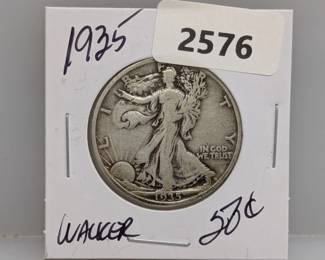 1935
2576
LIBERTY
IN GOD
WE TRUST
1935
WALKER 50¢